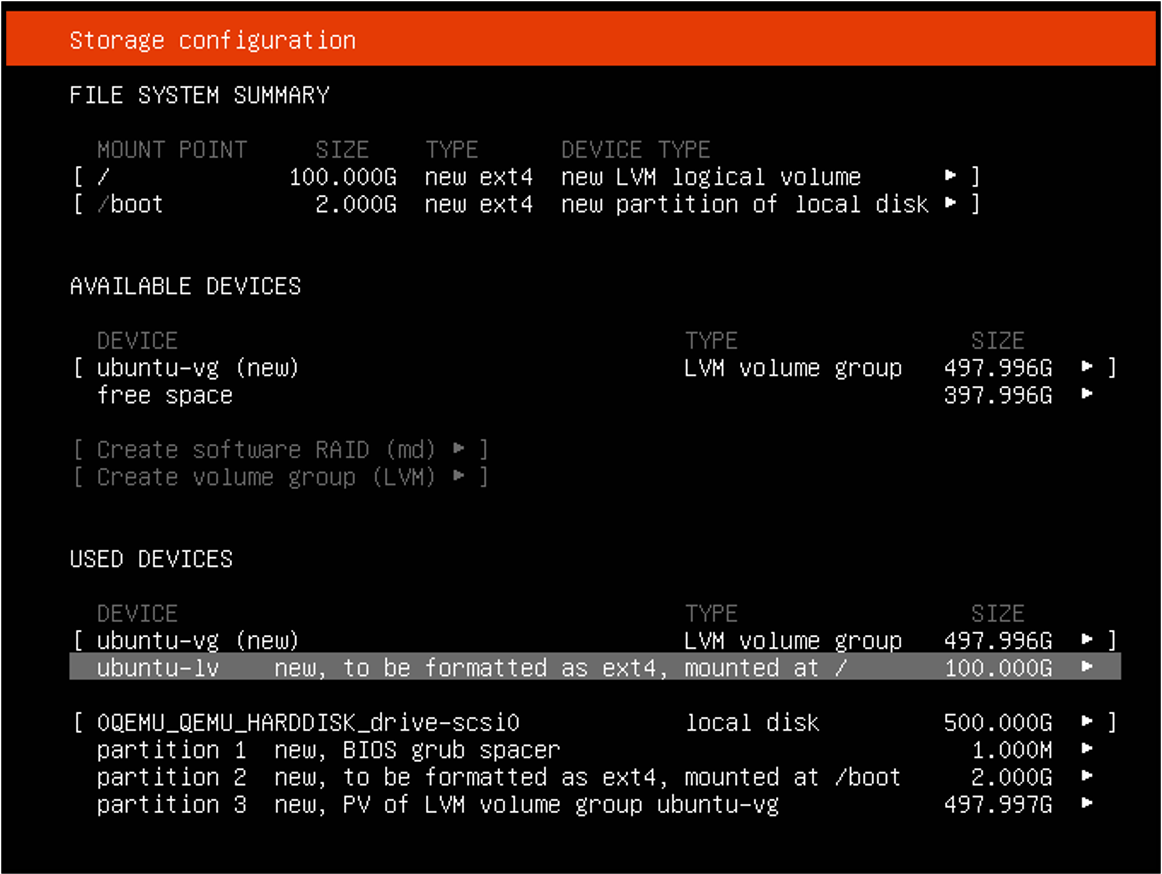 Storage configuration
FILE SYSTEM SUMMARY
MOUNT POINT SIZE TYPE DEVICE TYPE
[ / 100.000G new ext4 new LVM logical volume ▸ ]
[ /boot 2.000G new ext4 new partition of local disk ▸ ]
AVAILABLE DEVICES
DEVICE TYPE SIZE
[ ubuntu-vg (new) LVM volume group 497.996G ▸ ]
free space 397.996G ▸
[ Create software RAID (md) ▸ ]
[ Create volume group (LVM) ▸ ]
USED DEVICES
DEVICE TYPE SIZE
[ ubuntu-vg (new) LVM volume group 497.996G ▸ ]
ubuntu-lv new, to be formatted as ext4, mounted at / 100.000G ▸
[ 0QEMU_QEMU_HARDDISK_drive-scsi0 local disk 500.000G ▸ ]
partition 1 new, BIOS grub spacer 1.000M ▸
partition 2 new, to be formatted as ext4, mounted at /boot 2.000G ▸
partition 3 new, PV of LVM volume group ubuntu-vg 497.997G ▸